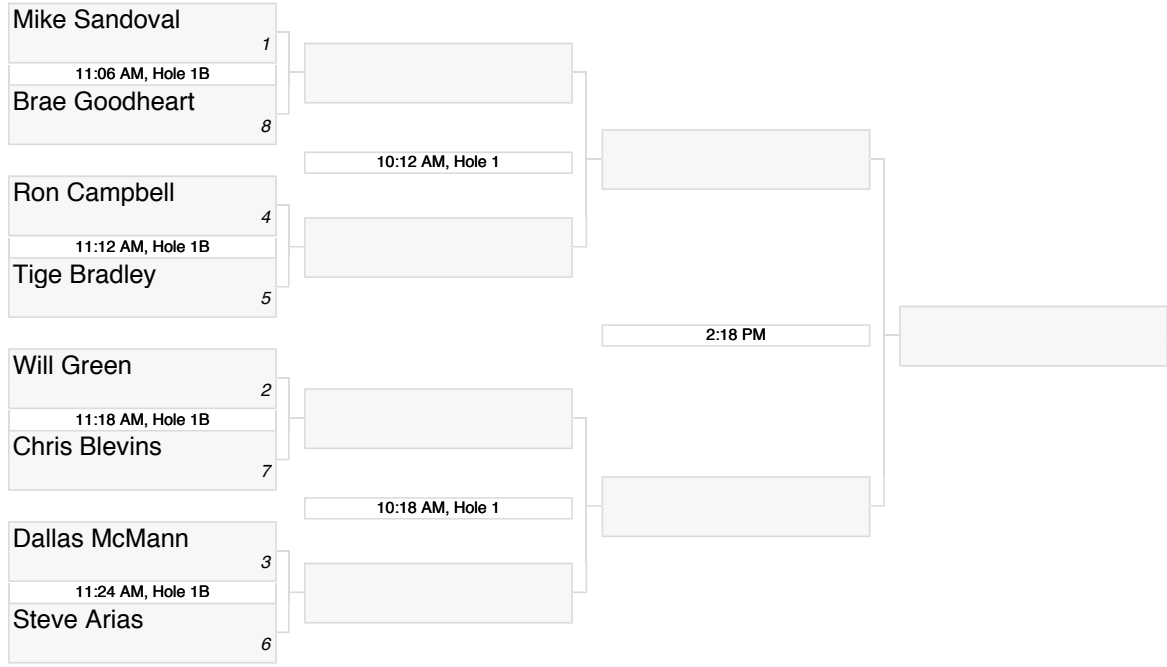 Mike Sandoval
1
11:06 AM, Hole 1B
Brae Goodheart
8
10:12 AM, Hole 1
Ron Campbell
4
11:12 AM, Hole 1B
Tige Bradley
5
2:18 PM
Will Green
2
11:18 AM, Hole 1B
Chris Blevins
7
10:18 AM, Hole 1
Dallas McMann
3
11:24 AM, Hole 1B
Steve Arias
6